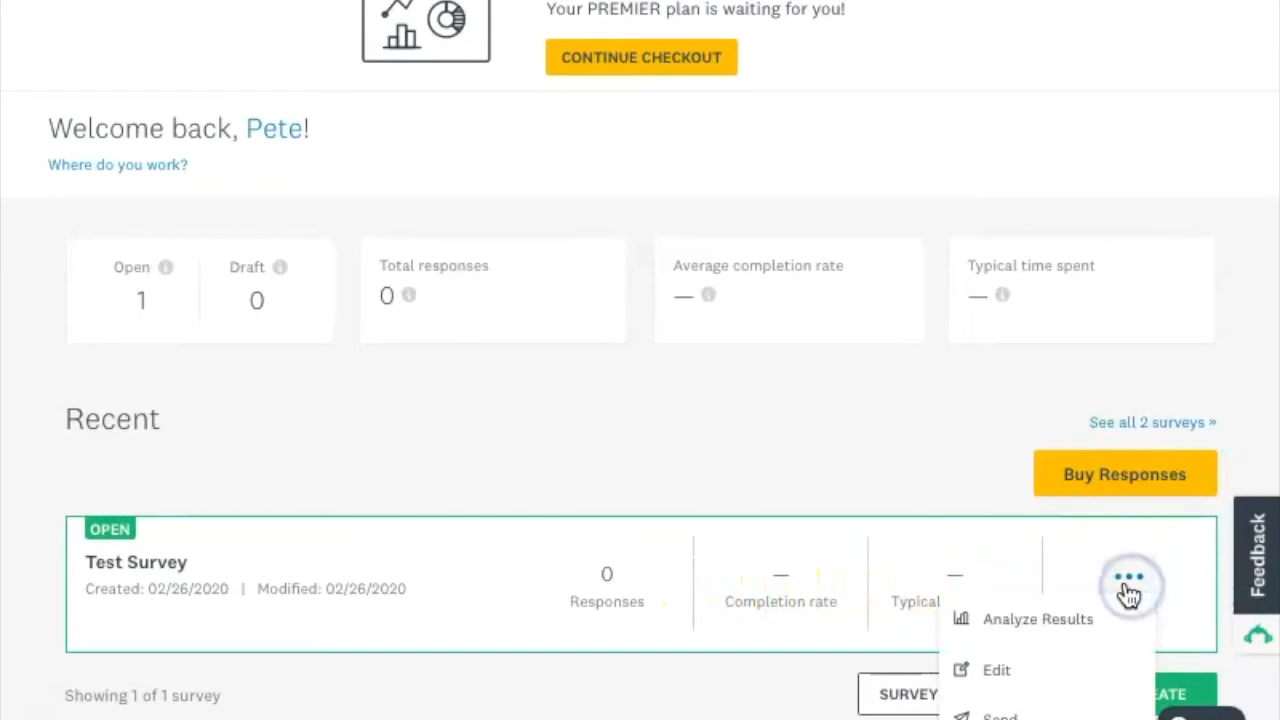 Your PREMIER plan is waiting for you!
CONTINUE CHECKOUT
Welcome back, Pete!
Where do you work?
Open
Draft
1
0
Total responses
0
Average completion rate
—
Typical time spent
—
Recent
See all 2 surveys »
Buy Responses
OPEN
Test Survey
Created: 02/26/2020 | Modified: 02/26/2020
0
Responses
—
Completion rate
—
Typical
Analyze Results
Edit
Send
Showing 1 of 1 survey
SURVEY
EATE
Feedback